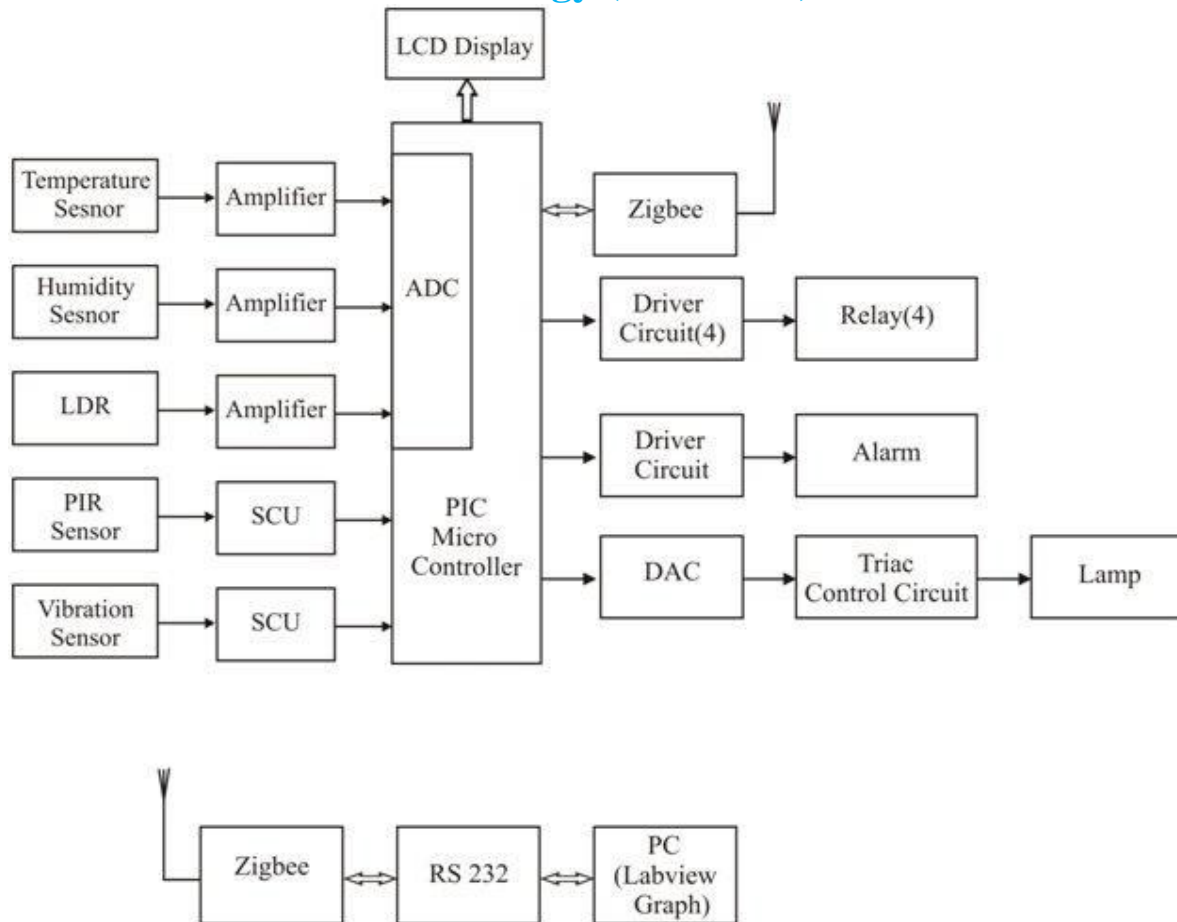 LCD Display
Temperature
Sesnor
Amplifier
Zigbee
Humidity
Sesnor
Amplifier
ADC
Driver
Circuit(4)
Relay(4)
LDR
Amplifier
Driver
Circuit
Alarm
PIR
Sensor
SCU
PIC
Micro
Controller
DAC
Triac
Control Circuit
Lamp
Vibration
Sensor
SCU
Zigbee
RS 232
PC
(Labview
Graph)